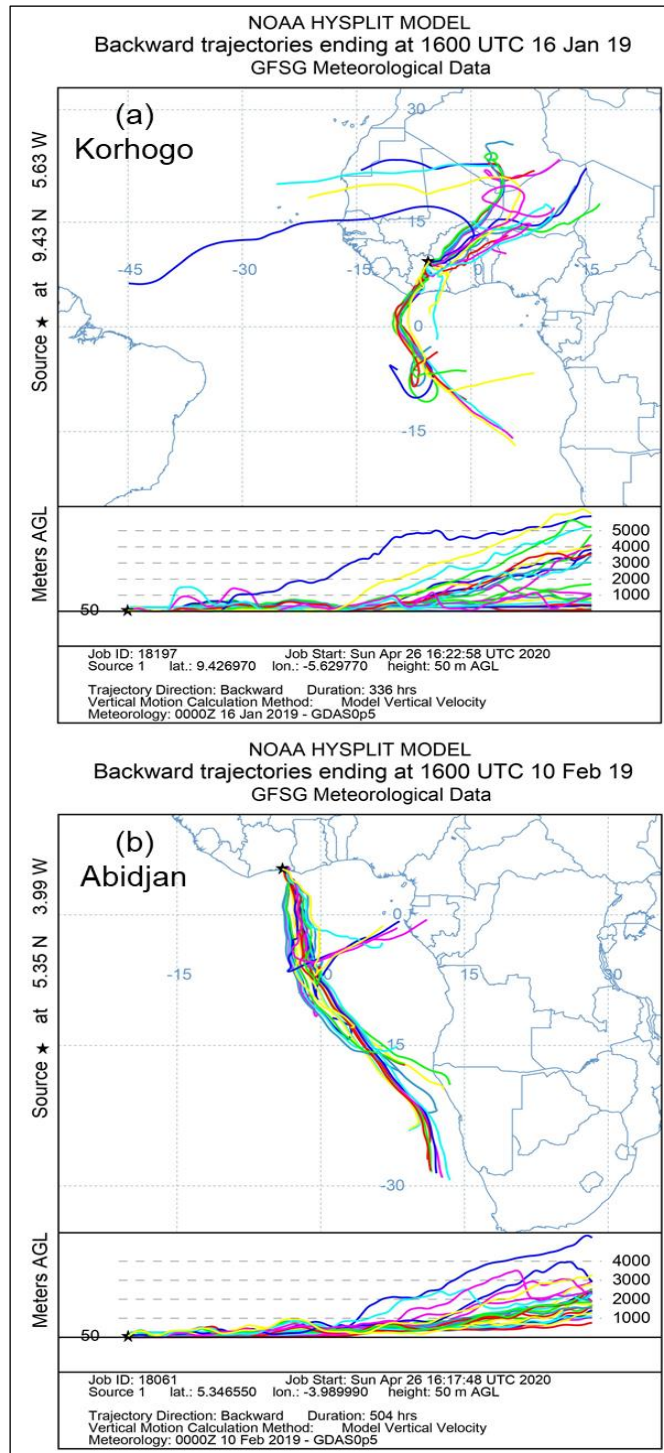 NOAA HYSPLIT MODEL
Backward trajectories ending at 1600 UTC 16 Jan 19
GFSG Meteorological Data
Source ★ at 9.43 N 5.63 W
(a)
Korhogo
30
15
-45
-30
-15
0
15
0
-15
Meters AGL
5000
4000
3000
2000
1000
50
Job ID: 18197 Job Start: Sun Apr 26 16:22:58 UTC 2020
Source 1 lat.: 9.426970 lon.: -5.629770 height: 50 m AGL
Trajectory Direction: Backward Duration: 336 hrs
Vertical Motion Calculation Method: Model Vertical Velocity
Meteorology: 0000Z 16 Jan 2019 - GDAS0p5
NOAA HYSPLIT MODEL
Backward trajectories ending at 1600 UTC 10 Feb 19
GFSG Meteorological Data
Source ★ at 5.35 N 3.99 W
(b)
Abidjan
0
-15
15
30
-15
-30
Meters AGL
4000
3000
2000
1000
50
Job ID: 18061 Job Start: Sun Apr 26 16:17:48 UTC 2020
Source 1 lat.: 5.346550 lon.: -3.989990 height: 50 m AGL
Trajectory Direction: Backward Duration: 504 hrs
Vertical Motion Calculation Method: Model Vertical Velocity
Meteorology: 0000Z 10 Feb 2019 - GDAS0p5